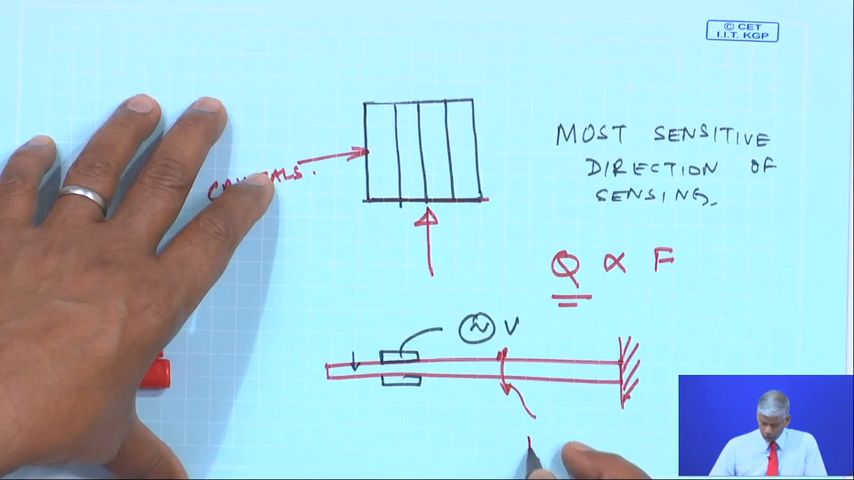 © CET
I.I.T. KGP
MOST SENSITIVE
DIRECTION OF
SENSING.
Q ∝ F
~ V